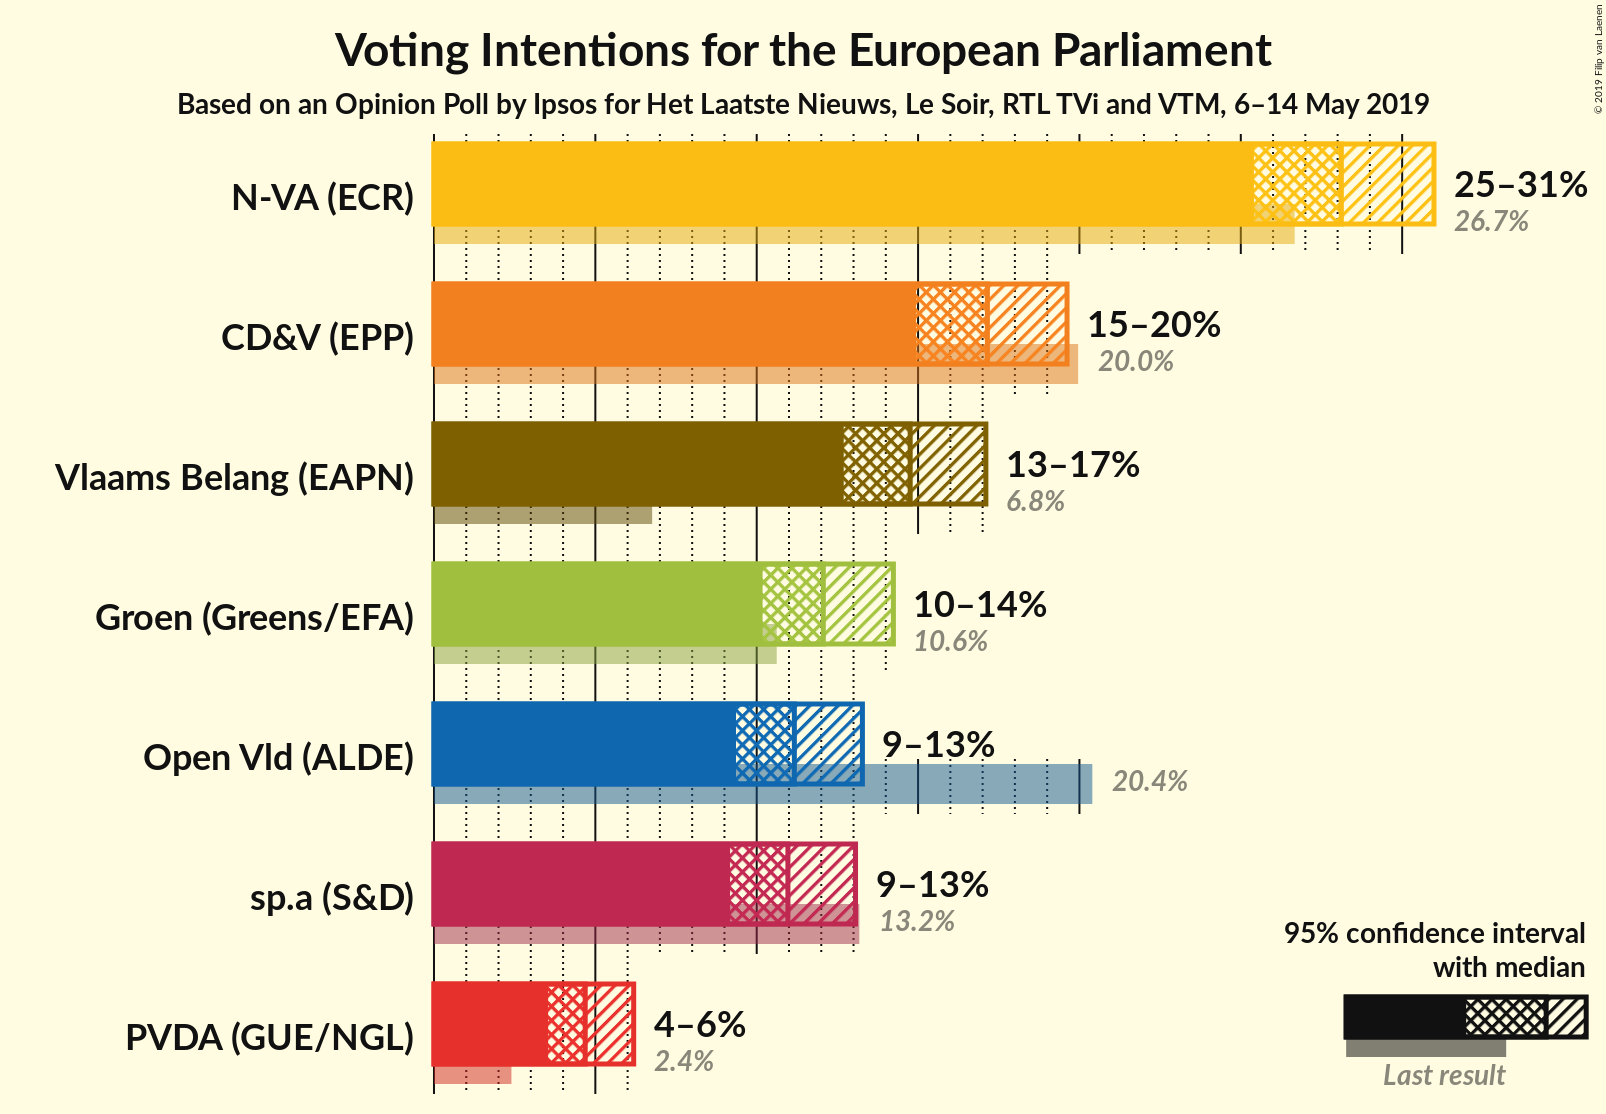 Voting Intentions for the European Parliament
Based on an Opinion Poll by Ipsos for Het Laatste Nieuws, Le Soir, RTL TVi and VTM, 6–14 May 2019
© 2019 Filip van Laenen
N-VA (ECR)
25–31%
26.7%
CD&V (EPP)
15–20%
20.0%
Vlaams Belang (EAPN)
13–17%
6.8%
Groen (Greens/EFA)
10–14%
10.6%
Open Vld (ALDE)
9–13%
20.4%
sp.a (S&D)
9–13%
13.2%
PVDA (GUE/NGL)
4–6%
2.4%
95% confidence interval
with median
Last result